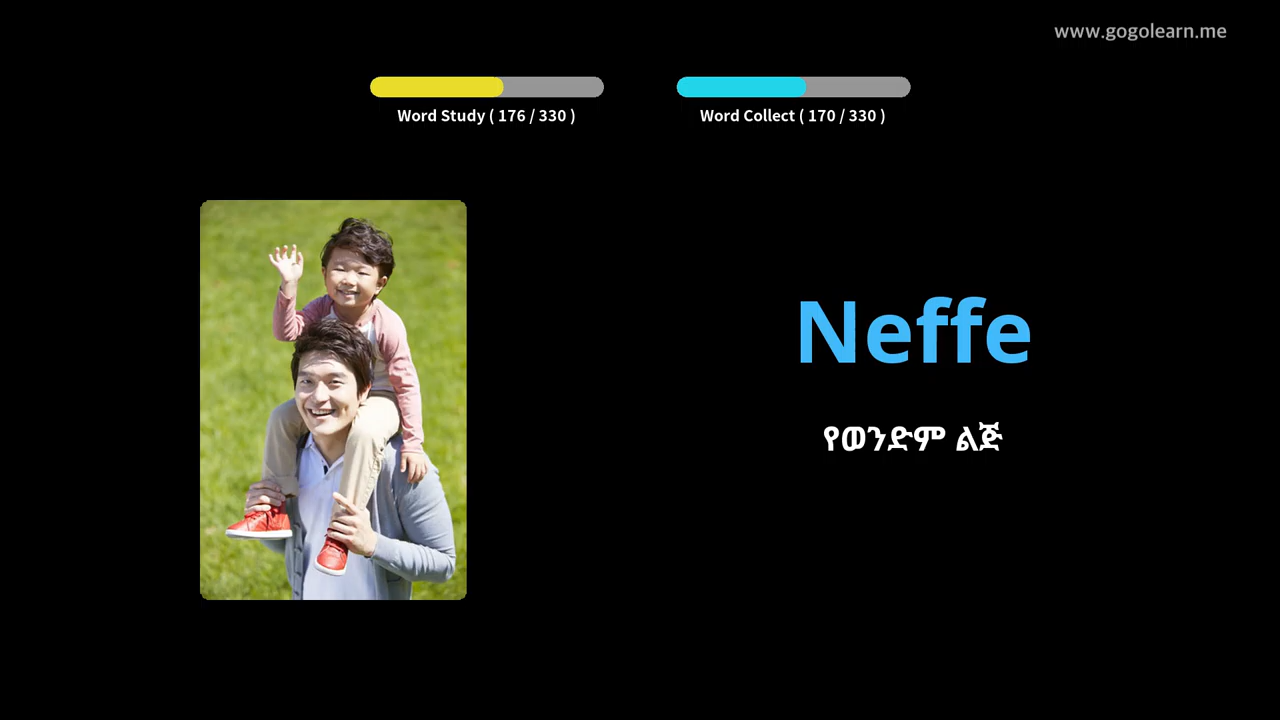 www.gogolearn.me
Word Study ( 176 / 330 )
Word Collect ( 170 / 330 )
Neffe
የወንድም ልጅ